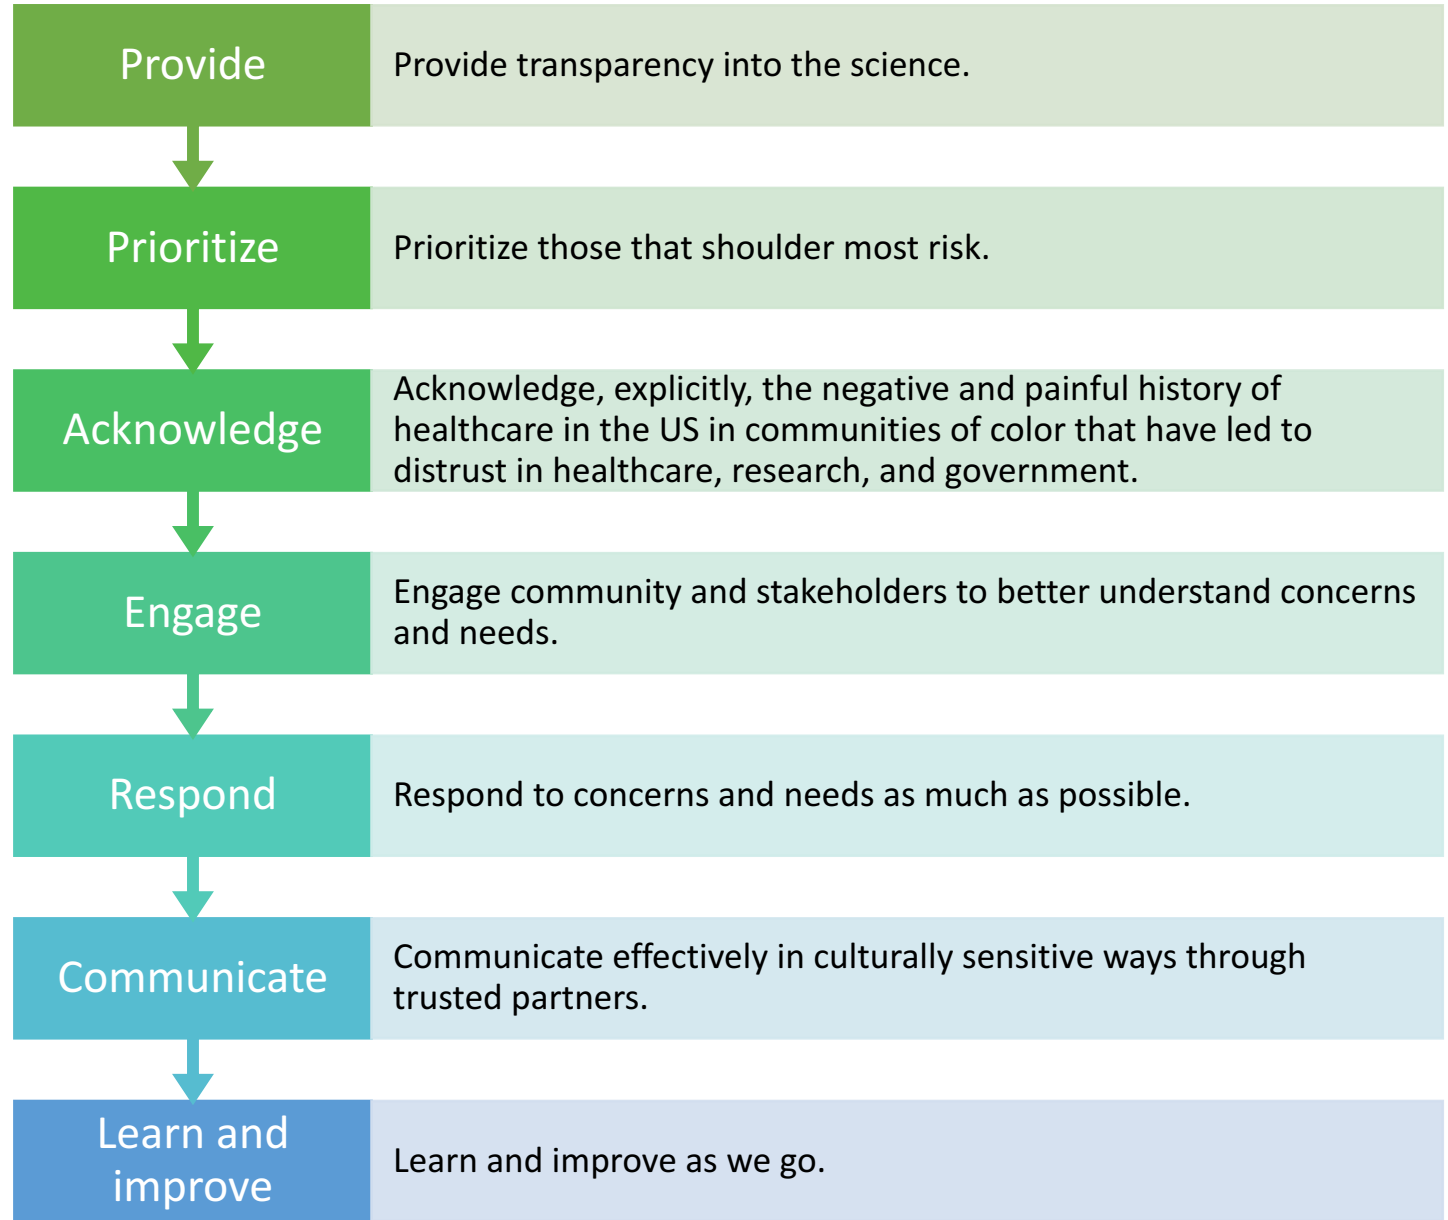 Provide
Provide transparency into the science.
Prioritize
Prioritize those that shoulder most risk.
Acknowledge
Acknowledge, explicitly, the negative and painful history of
healthcare in the US in communities of color that have led to
distrust in healthcare, research, and government.
Engage
Engage community and stakeholders to better understand concerns
and needs.
Respond
Respond to concerns and needs as much as possible.
Communicate
Communicate effectively in culturally sensitive ways through
trusted partners.
Learn and
improve
Learn and improve as we go.